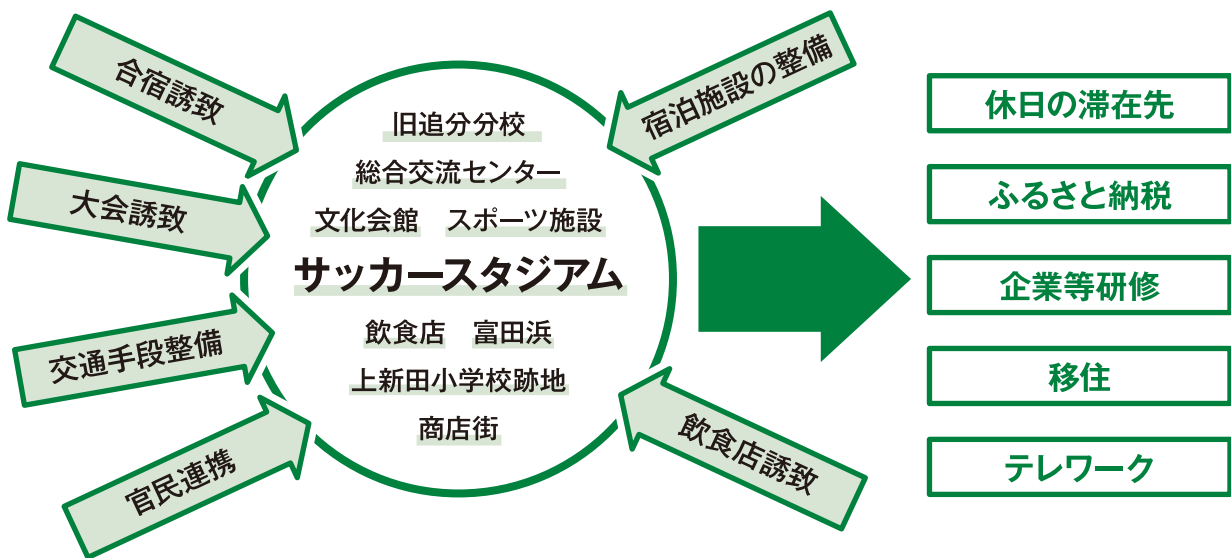 合宿誘致
大会誘致
交通手段整備
官民連携
旧追分分校
総合交流センター
文化会館 スポーツ施設
サッカースタジアム
飲食店 富田浜
上新田小学校跡地
商店街
宿泊施設の整備
飲食店誘致
休日の滞在先
ふるさと納税
企業等研修
移住
テレワーク